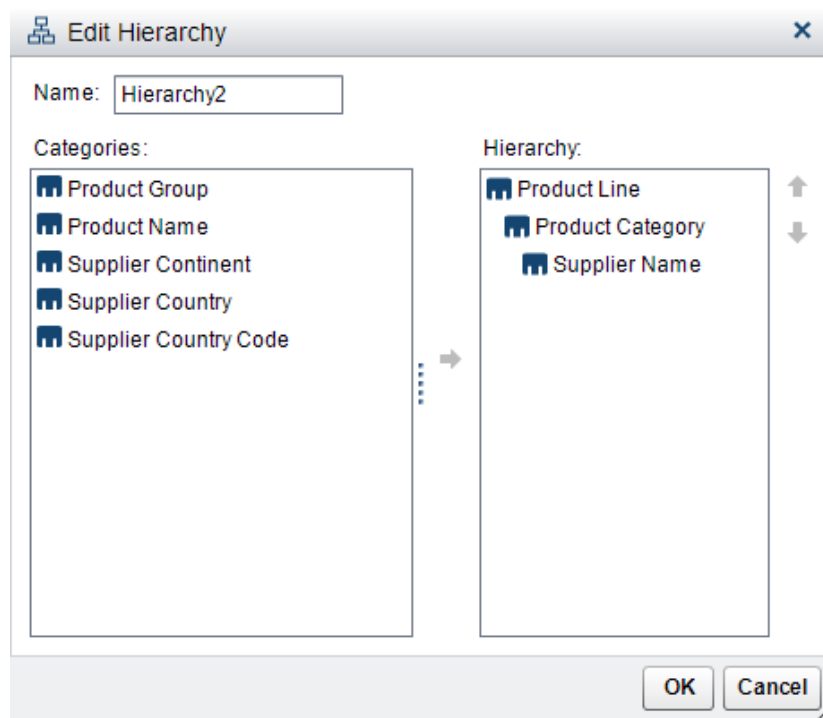 Edit Hierarchy
Name: Hierarchy2
Categories:
Product Group
Product Name
Supplier Continent
Supplier Country
Supplier Country Code
Hierarchy:
Product Line
Product Category
Supplier Name
OK Cancel